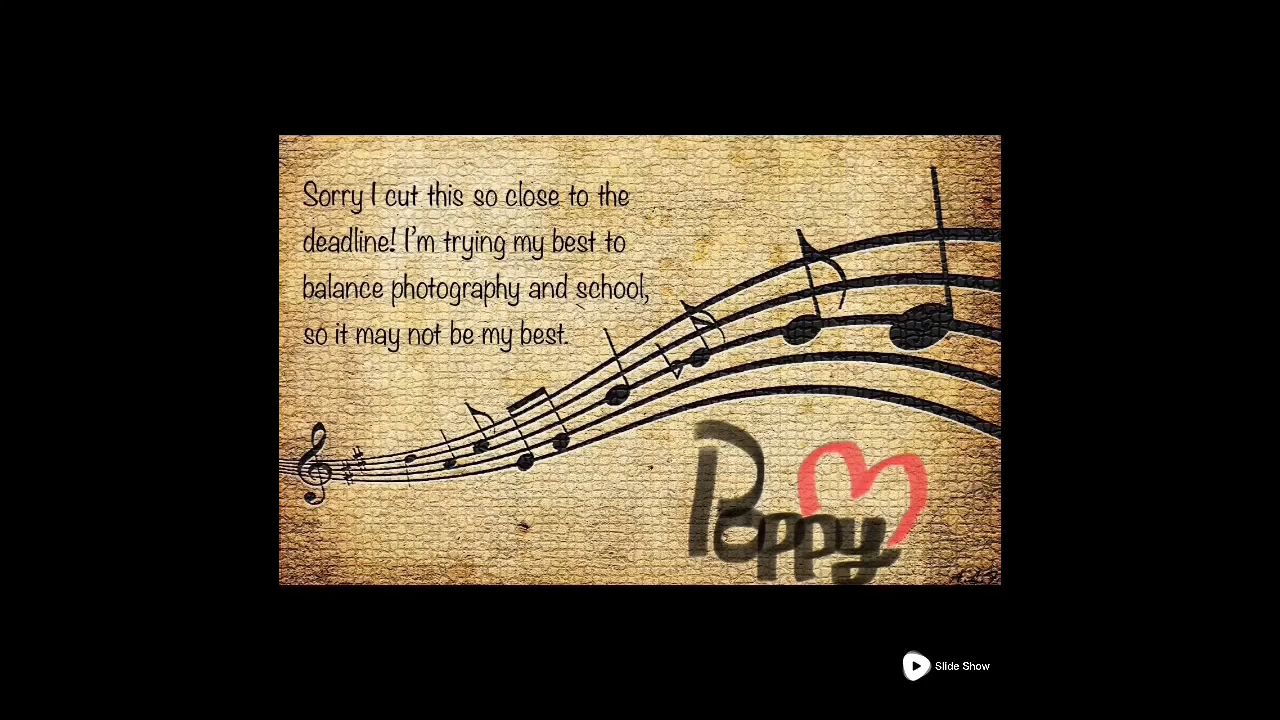 Sorry I cut this so close to the
deadline! I'm trying my best to
balance photography and school,
so it may not be my best.
Poppy
Slide Show